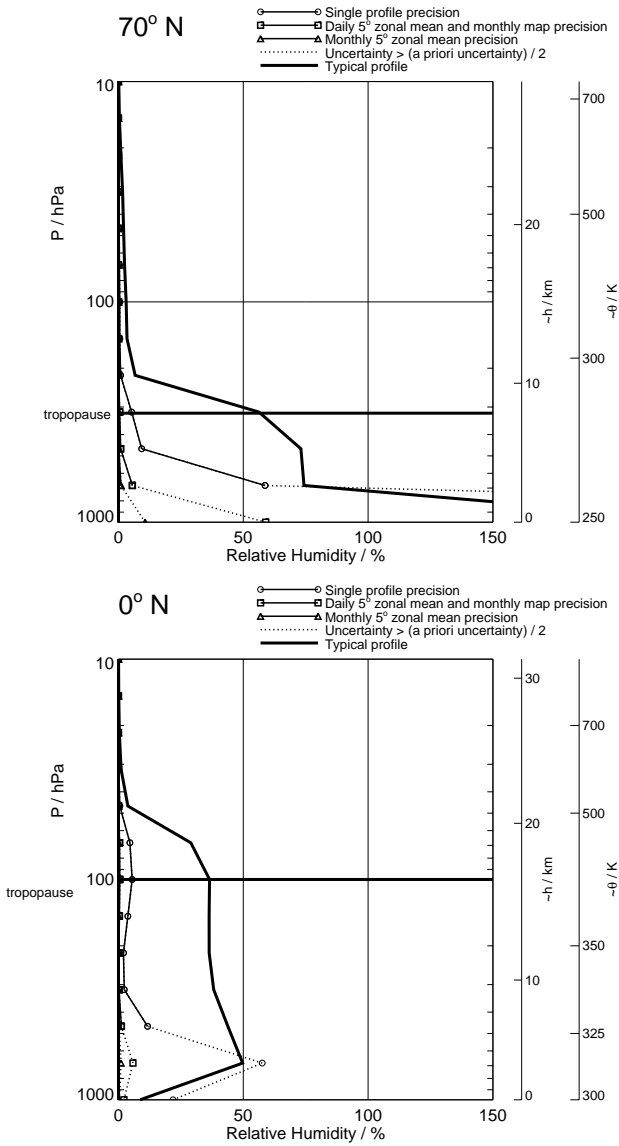 70° N
Single profile precision
Daily 5° zonal mean and monthly map precision
Monthly 5° zonal mean precision
Uncertainty > (a priori uncertainty) / 2
Typical profile
10
100
1000
P / hPa
tropopause
0 50 100 150
Relative Humidity / %
20
10
0
~h / km
700
500
300
250
~θ / K
0° N
Single profile precision
Daily 5° zonal mean and monthly map precision
Monthly 5° zonal mean precision
Uncertainty > (a priori uncertainty) / 2
Typical profile
10
100
1000
P / hPa
tropopause
0 50 100 150
Relative Humidity / %
30
20
10
0
~h / km
700
500
350
325
300
~θ / K